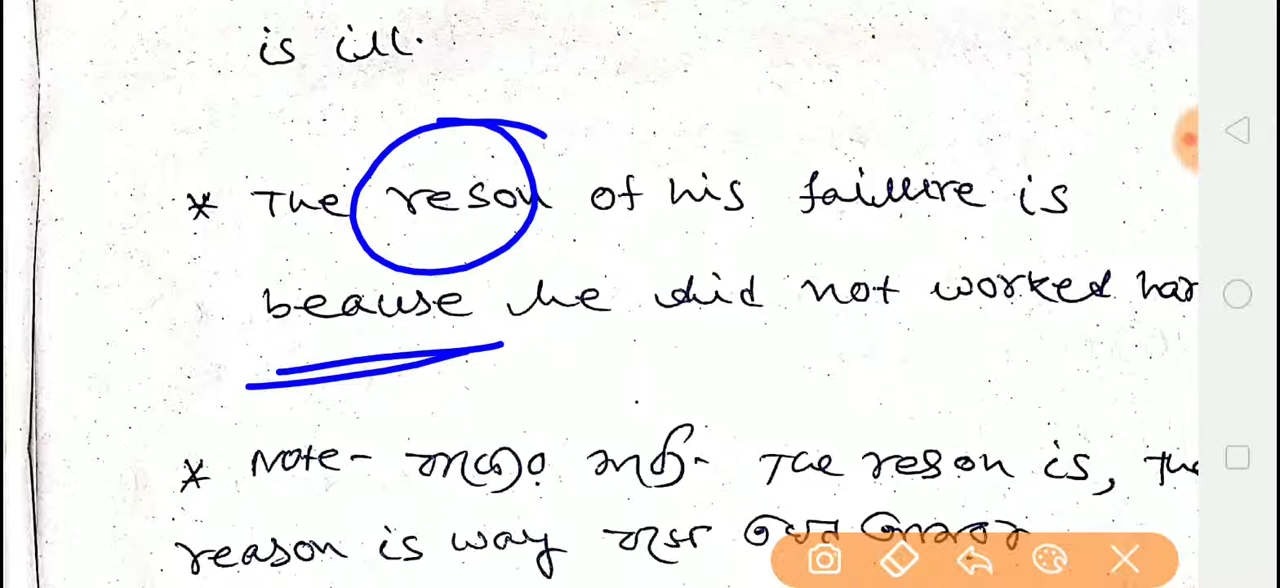 is ill.
* The reson of his failure is
beause he did not worked har
* Note - The reson is, The
reason is way